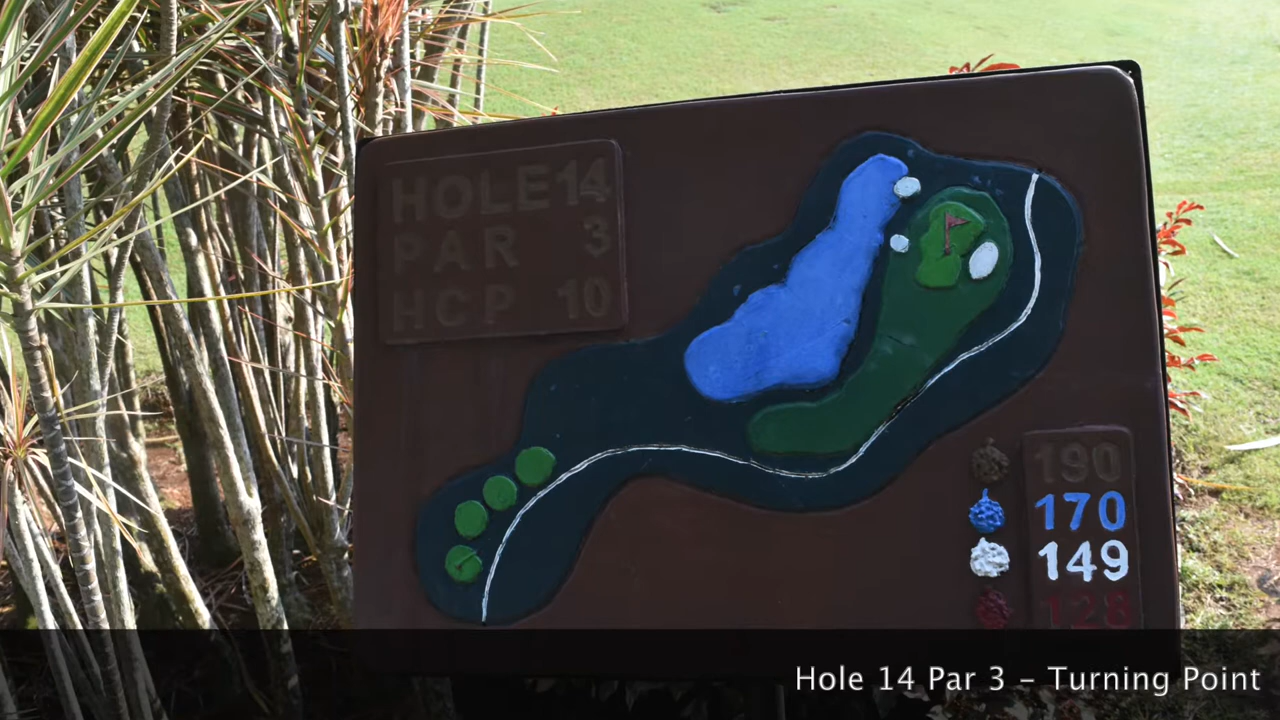 HOLE 14
PAR 3
HCP 10
190
170
149
128
Hole 14 Par 3 – Turning Point